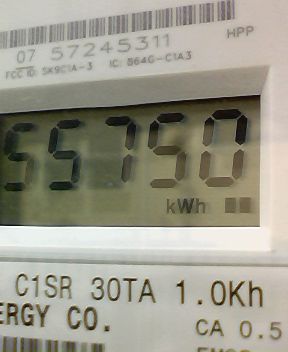 HPP
07 57245311
FCC ID: SK9C1A-3 IC: 864G-C1A3
55750
kWh
C1SR 30TA 1.0Kh
ERGY CO.
CA 0.5